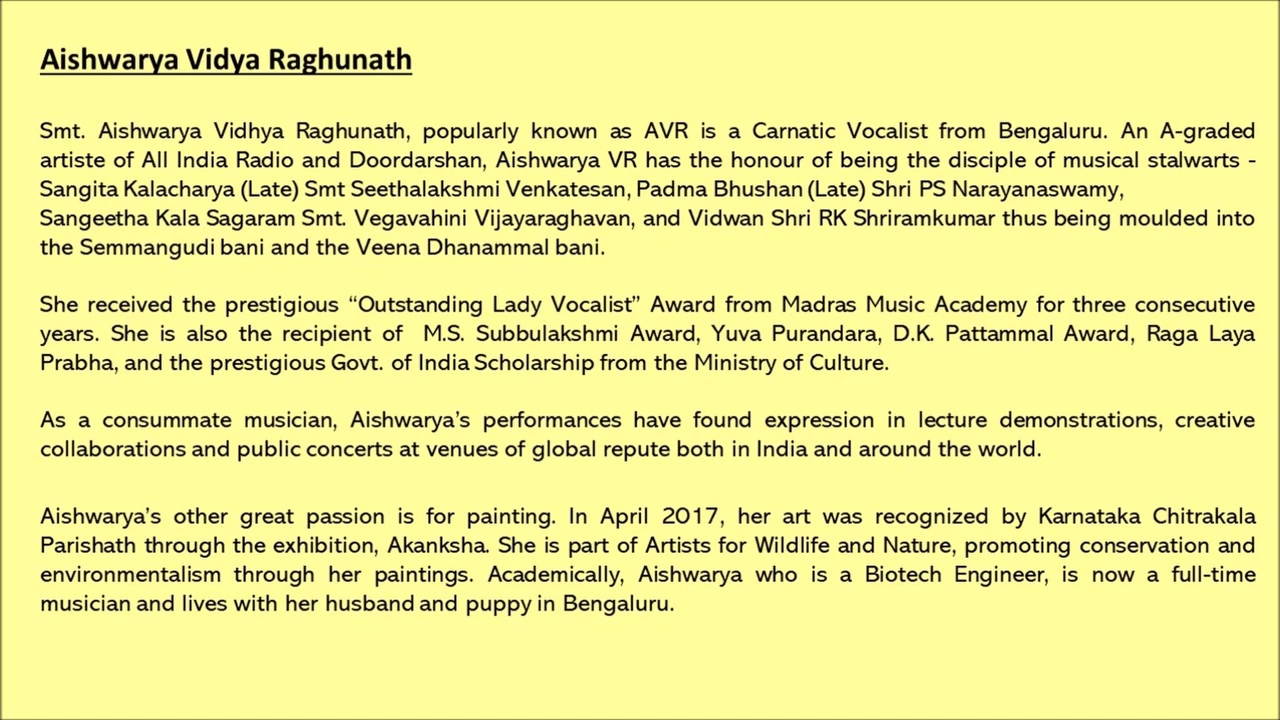 Aishwarya Vidya Raghunath
Smt. Aishwarya Vidhya Raghunath, popularly known as AVR is a Carnatic Vocalist from Bengaluru. An A-graded
artiste of All India Radio and Doordarshan, Aishwarya VR has the honour of being the disciple of musical stalwarts -
Sangita Kalacharya (Late) Smt Seethalakshmi Venkatesan, Padma Bhushan (Late) Shri PS Narayanaswamy,
Sangeetha Kala Sagaram Smt. Vegavahini Vijayaraghavan, and Vidwan Shri RK Shriramkumar thus being moulded into
the Semmangudi bani and the Veena Dhanammal bani.
She received the prestigious “Outstanding Lady Vocalist” Award from Madras Music Academy for three consecutive
years. She is also the recipient of M.S. Subbulakshmi Award, Yuva Purandara, D.K. Pattammal Award, Raga Laya
Prabha, and the prestigious Govt. of India Scholarship from the Ministry of Culture.
As a consummate musician, Aishwarya’s performances have found expression in lecture demonstrations, creative
collaborations and public concerts at venues of global repute both in India and around the world.
Aishwarya’s other great passion is for painting. In April 2017, her art was recognized by Karnataka Chitrakala
Parishath through the exhibition, Akanksha. She is part of Artists for Wildlife and Nature, promoting conservation and
environmentalism through her paintings. Academically, Aishwarya who is a Biotech Engineer, is now a full-time
musician and lives with her husband and puppy in Bengaluru.